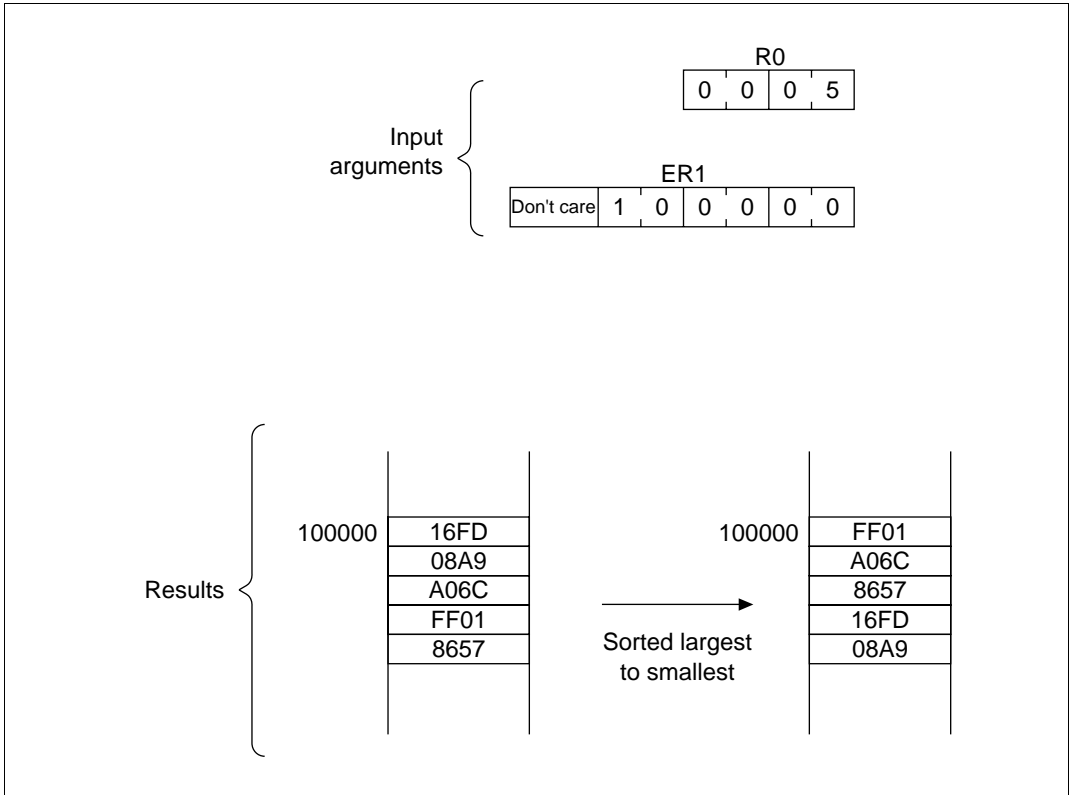 R0
0 0 0 5
Input
arguments
ER1
Don't care 1 0 0 0 0 0
100000 16FD
08A9
A06C
FF01
8657
Results
Sorted largest
to smallest
100000 FF01
A06C
8657
16FD
08A9